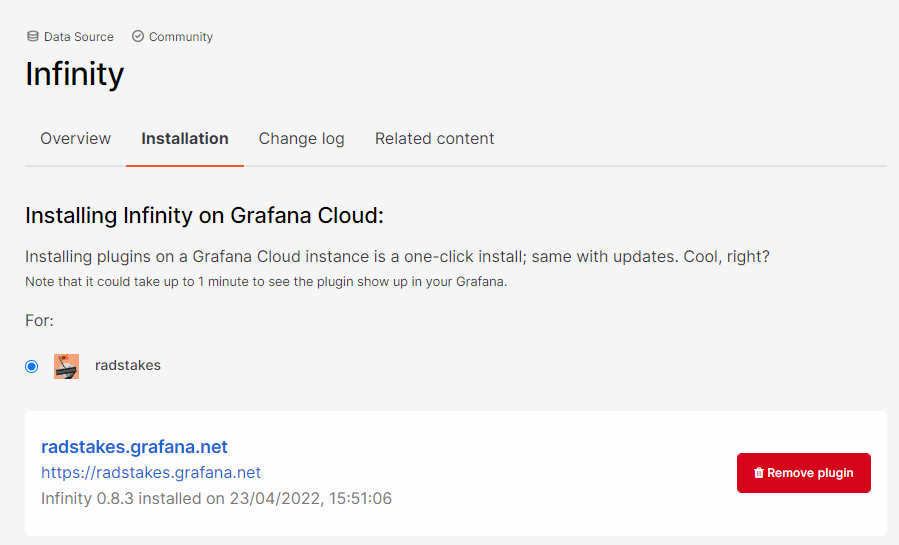 Data Source Community
Infinity
Overview Installation Change log Related content
Installing Infinity on Grafana Cloud:
Installing plugins on a Grafana Cloud instance is a one-click install; same with updates. Cool, right?
Note that it could take up to 1 minute to see the plugin show up in your Grafana.
For:
radstakes
radstakes.grafana.net
https://radstakes.grafana.net
Infinity 0.8.3 installed on 23/04/2022, 15:51:06
Remove plugin